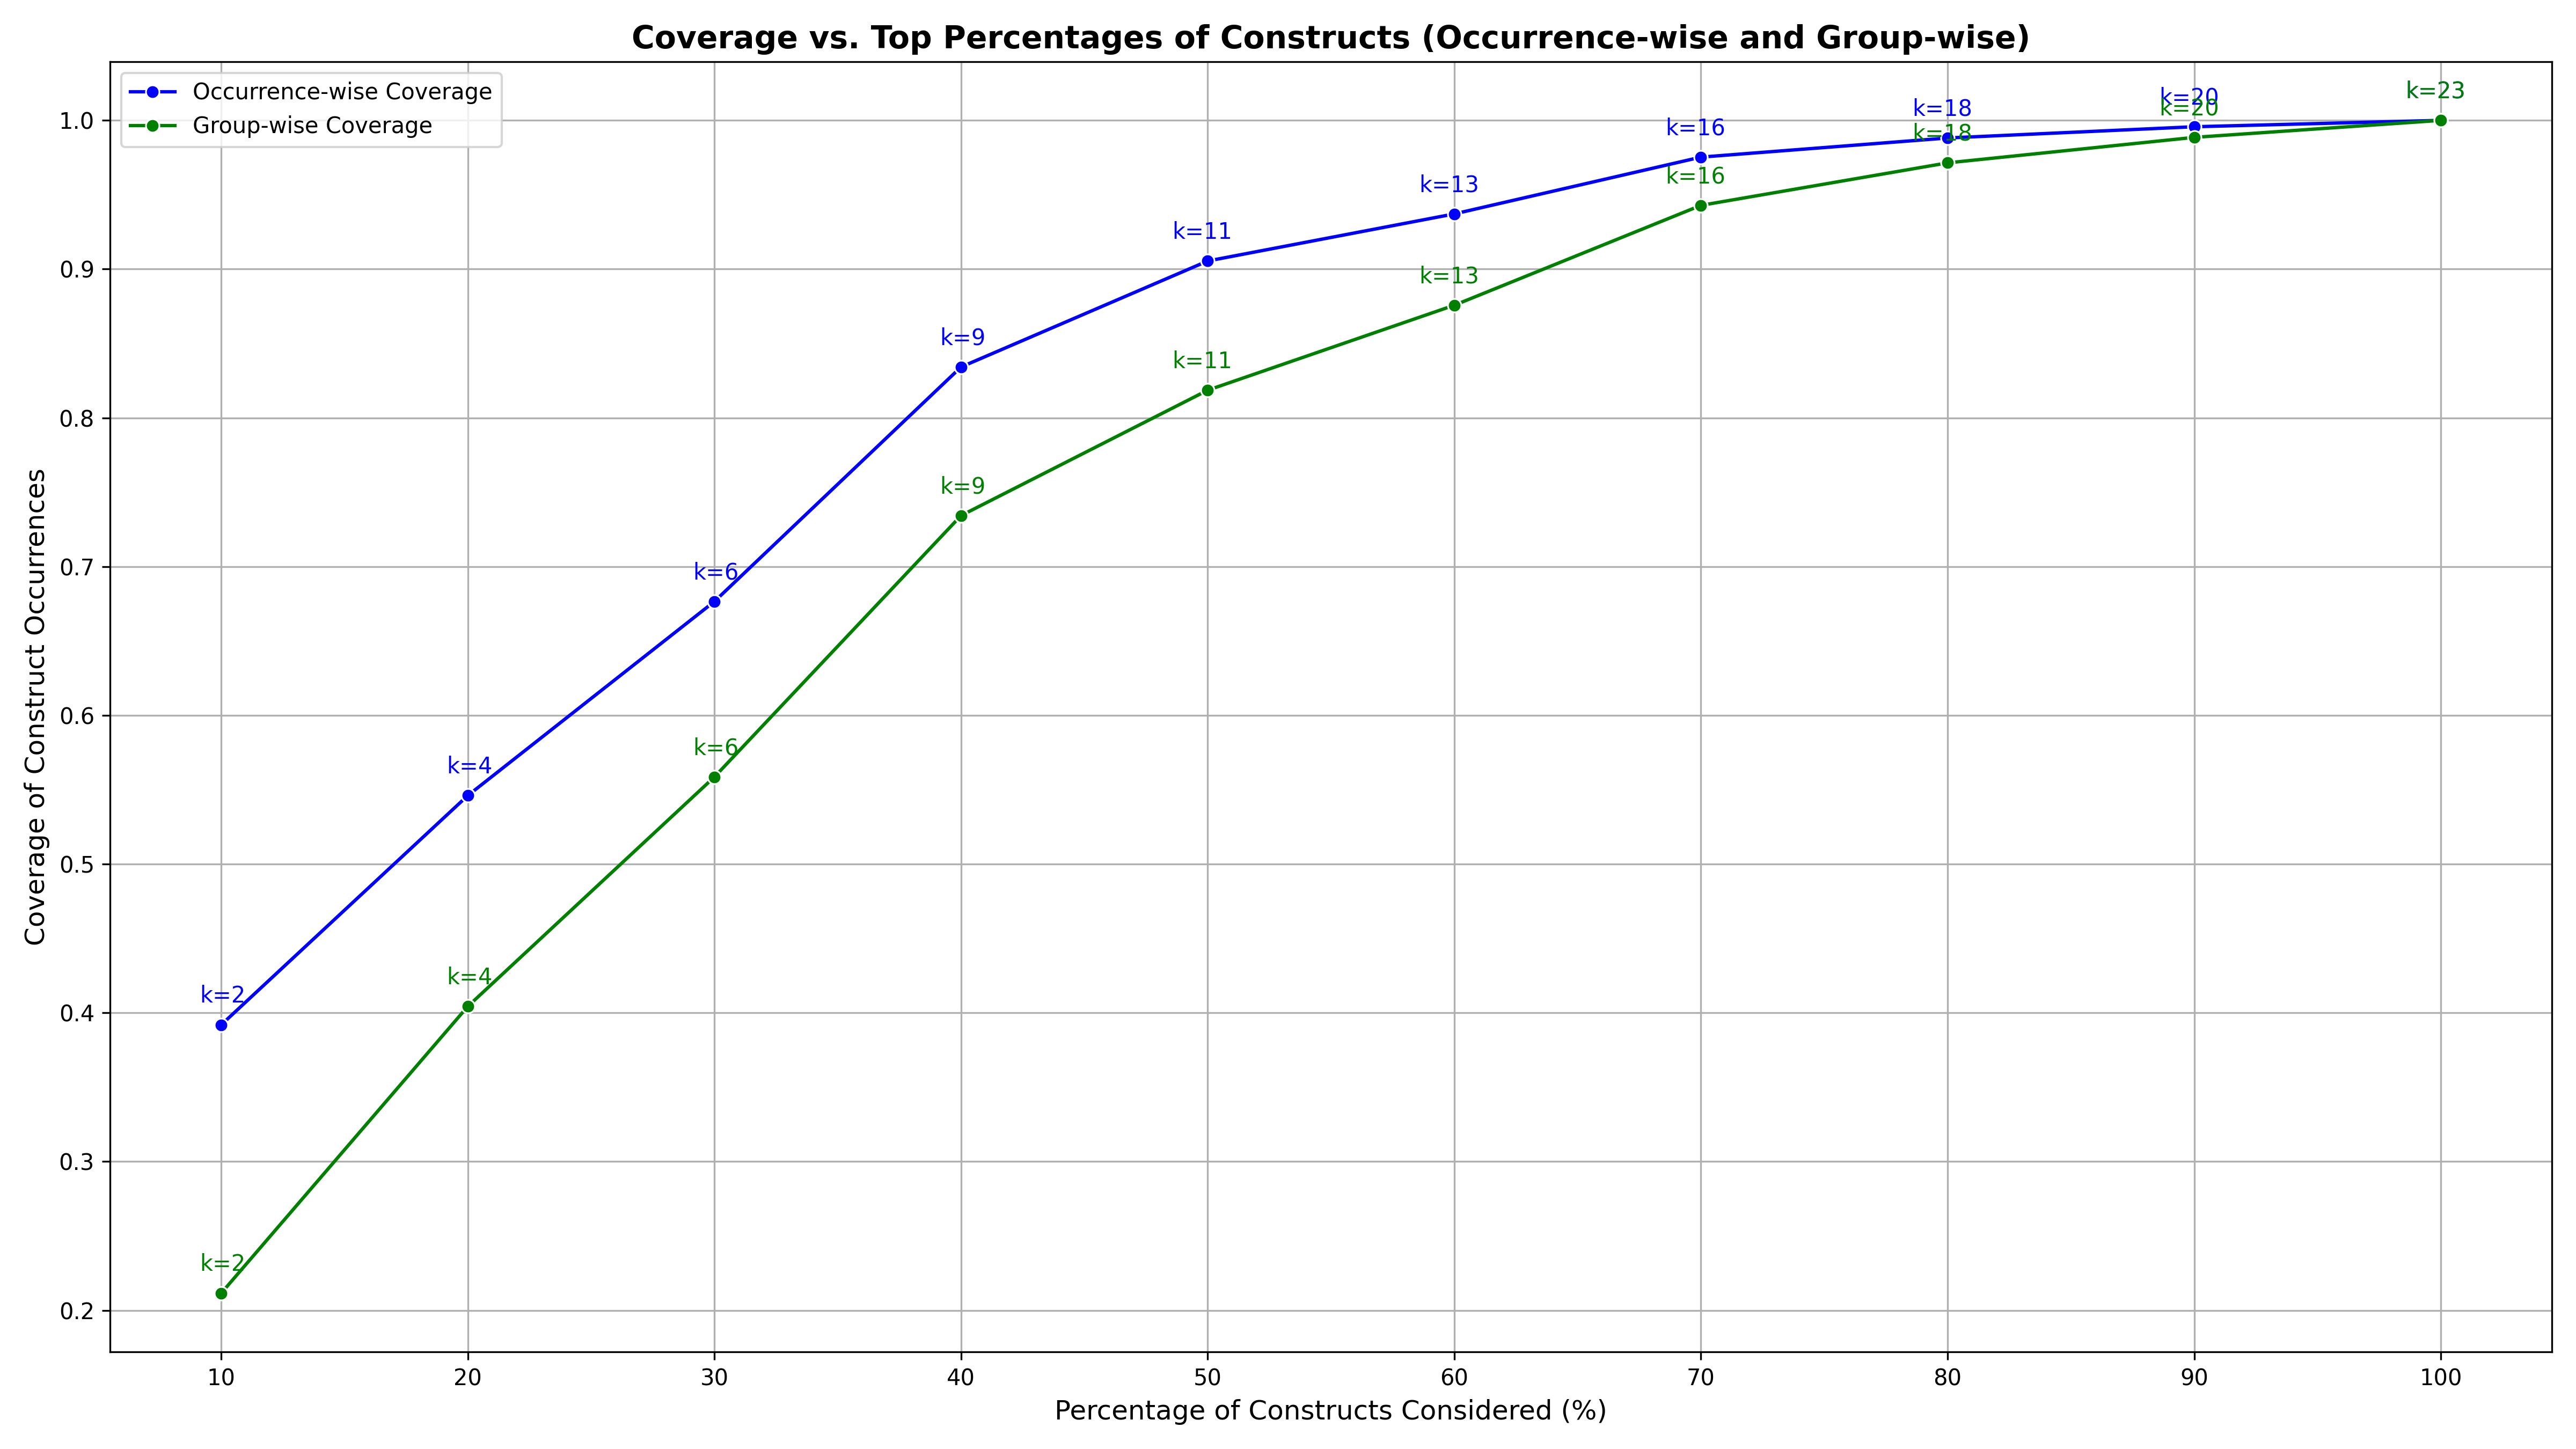 Coverage vs. Top Percentages of Constructs (Occurrence-wise and Group-wise)
Occurrence-wise Coverage
Group-wise Coverage
Coverage of Construct Occurrences
1.0
0.9
0.8
0.7
0.6
0.5
0.4
0.3
0.2
k=2
k=4
k=6
k=9
k=11
k=13
k=16
k=18
k=20
k=23
k=2
k=4
k=6
k=9
k=11
k=13
k=16
k=18
k=20
10 20 30 40 50 60 70 80 90 100
Percentage of Constructs Considered (%)